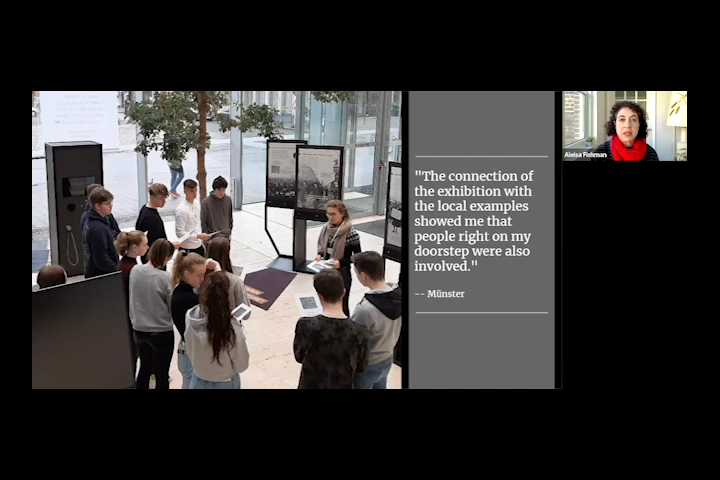 "The connection of
the exhibition with
the local examples
showed me that
people right on my
doorstep were also
involved."
-- Münster
Aleisa Fishman